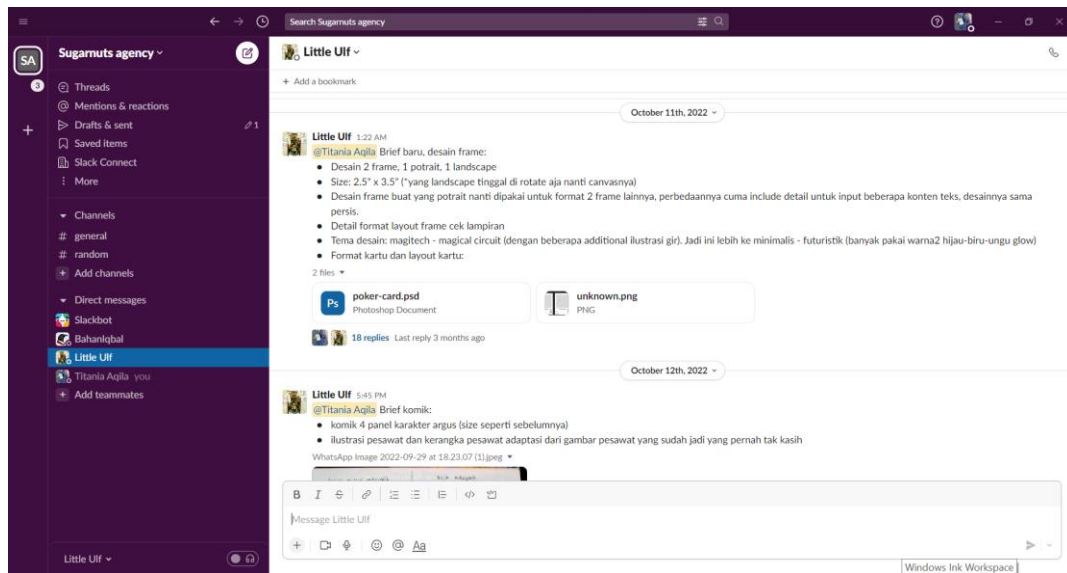 Search Sugarnuts agency
SA
3
Sugarnuts agency
Threads
Mentions & reactions
Drafts & sent
1
Saved items
Slack Connect
More
Channels
# general
# random
Add channels
Direct messages
Slackbot
BahanIqbal
Little Ulf
Titania Aqila you
Add teammates
Little Ulf
Little Ulf
+ Add a bookmark
October 11th, 2022
Little Ulf 1:22 AM
@Titania Aqila Brief baru, desain frame:
• Desain 2 frame, 1 potrait, 1 landscape
• Size: 2.5" x 3.5" (*yang landscape tinggal di rotate aja nanti canvasnya)
• Desain frame buat yang potrait nanti dipakai untuk format 2 frame lainnya, perbedaannya cuma include detail untuk input beberapa konten teks, desainnya sama
persis.
• Detail format layout frame cek lampiran
• Tema desain: magitech - magical circuit (dengan beberapa additional ilustrasi gir). Jadi ini lebih ke minimalis - futuristik (banyak pakai warna2 hijau-biru-ungu glow)
• Format kartu dan layout kartu:
2 files
Ps
poker-card.psd
Photoshop Document
unknown.png
PNG
18 replies Last reply 3 months ago
October 12th, 2022
Little Ulf 5:45 PM
@Titania Aqila Brief komik:
• komik 4 panel karakter argus (size seperti sebelumnya)
• ilustrasi pesawat dan kerangka pesawat adaptasi dari gambar pesawat yang sudah jadi yang pernah tak kasih
WhatsApp Image 2022-09-29 at 18.23.07 (1).jpeg
B I S
Message Little Ulf
+ @ Aa
Windows Ink Workspace